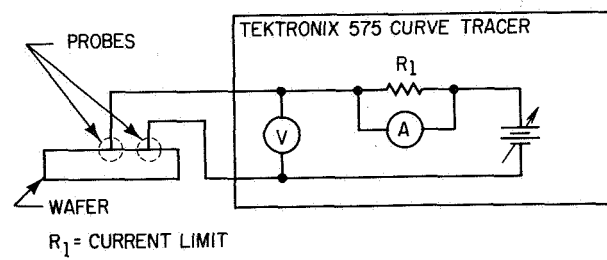 TEKTRONIX 575 CURVE TRACER
PROBES
R1
V
A
WAFER
R1 = CURRENT LIMIT